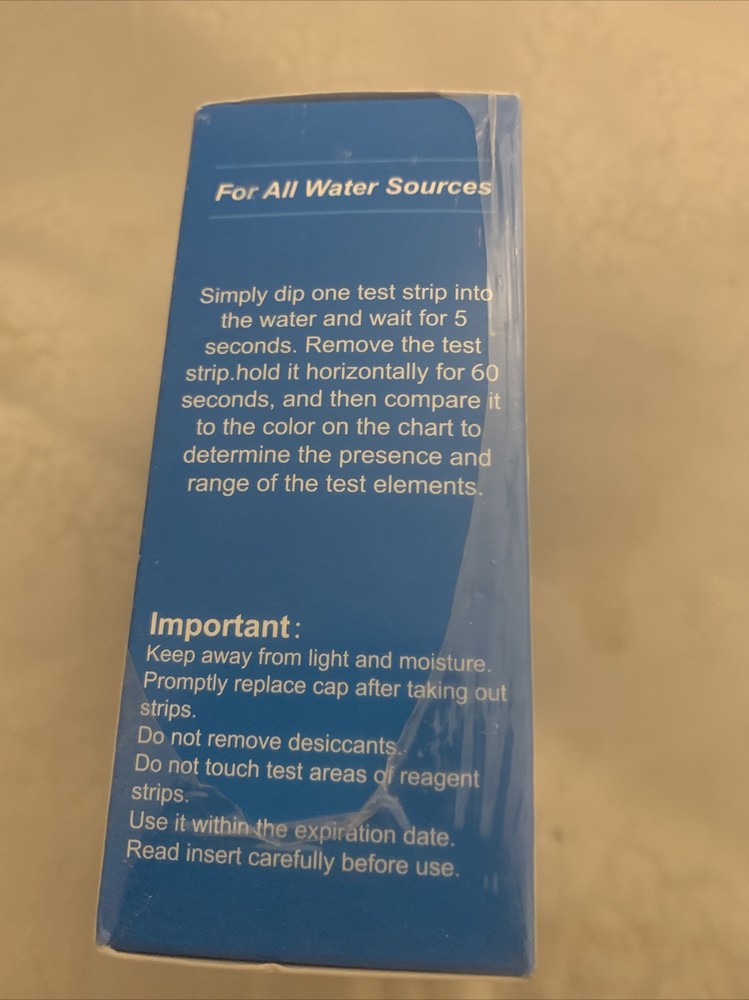 For All Water Sources
Simply dip one test strip into
the water and wait for 5
seconds. Remove the test
strip.hold it horizontally for 60
seconds, and then compare it
to the color on the chart to
determine the presence and
range of the test elements.
Important:
Keep away from light and moisture.
Promptly replace cap after taking out
strips.
Do not remove desiccants.
Do not touch test areas of reagent
strips.
Use it within the expiration date.
Read insert carefully before use.